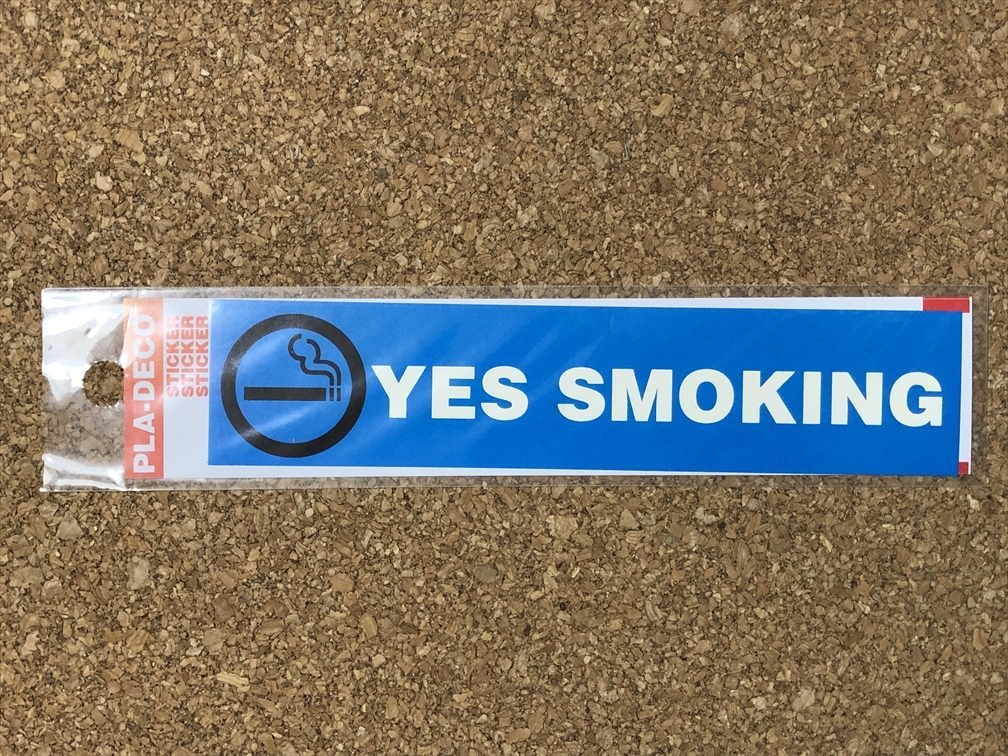 PLA-DECO
STICKER
STICKER
STICKER
YES SMOKING